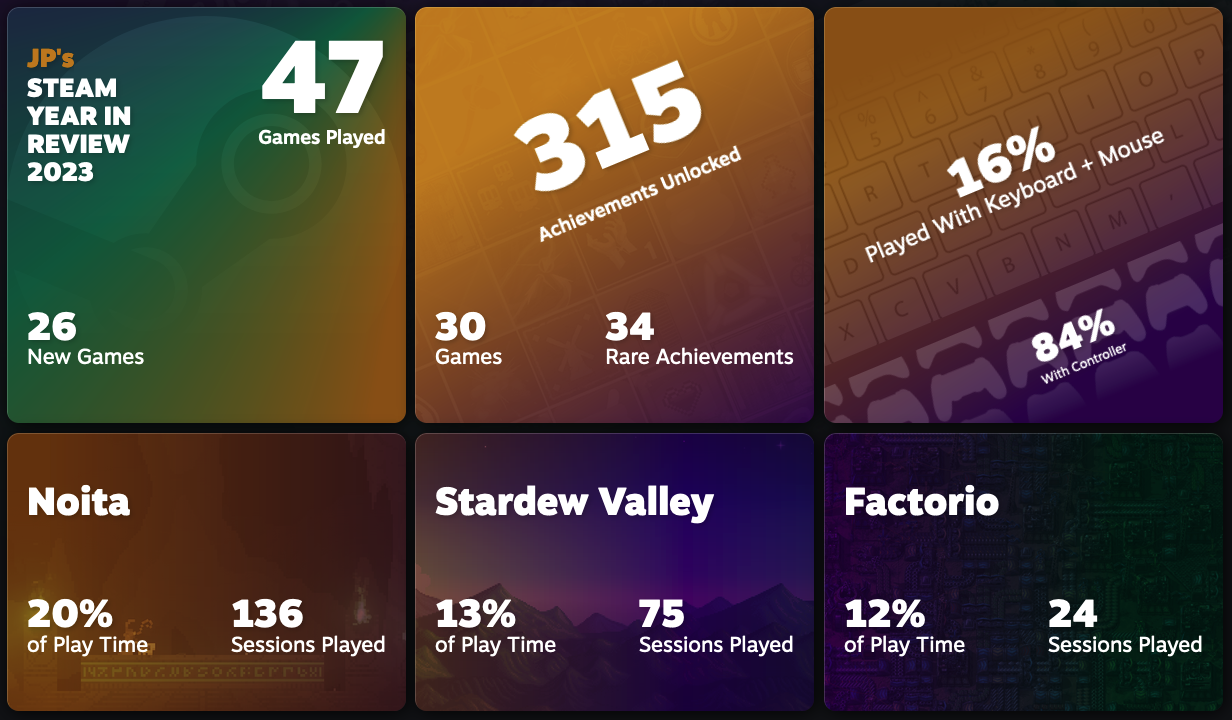 JP's
STEAM
YEAR IN
REVIEW
2023
47
Games Played
26
New Games
315
Achievements Unlocked
30
Games
34
Rare Achievements
16%
Played With Keyboard + Mouse
84%
With Controller
Noita
20%
of Play Time
136
Sessions Played
Stardew Valley
13%
of Play Time
75
Sessions Played
Factorio
12%
of Play Time
24
Sessions Played